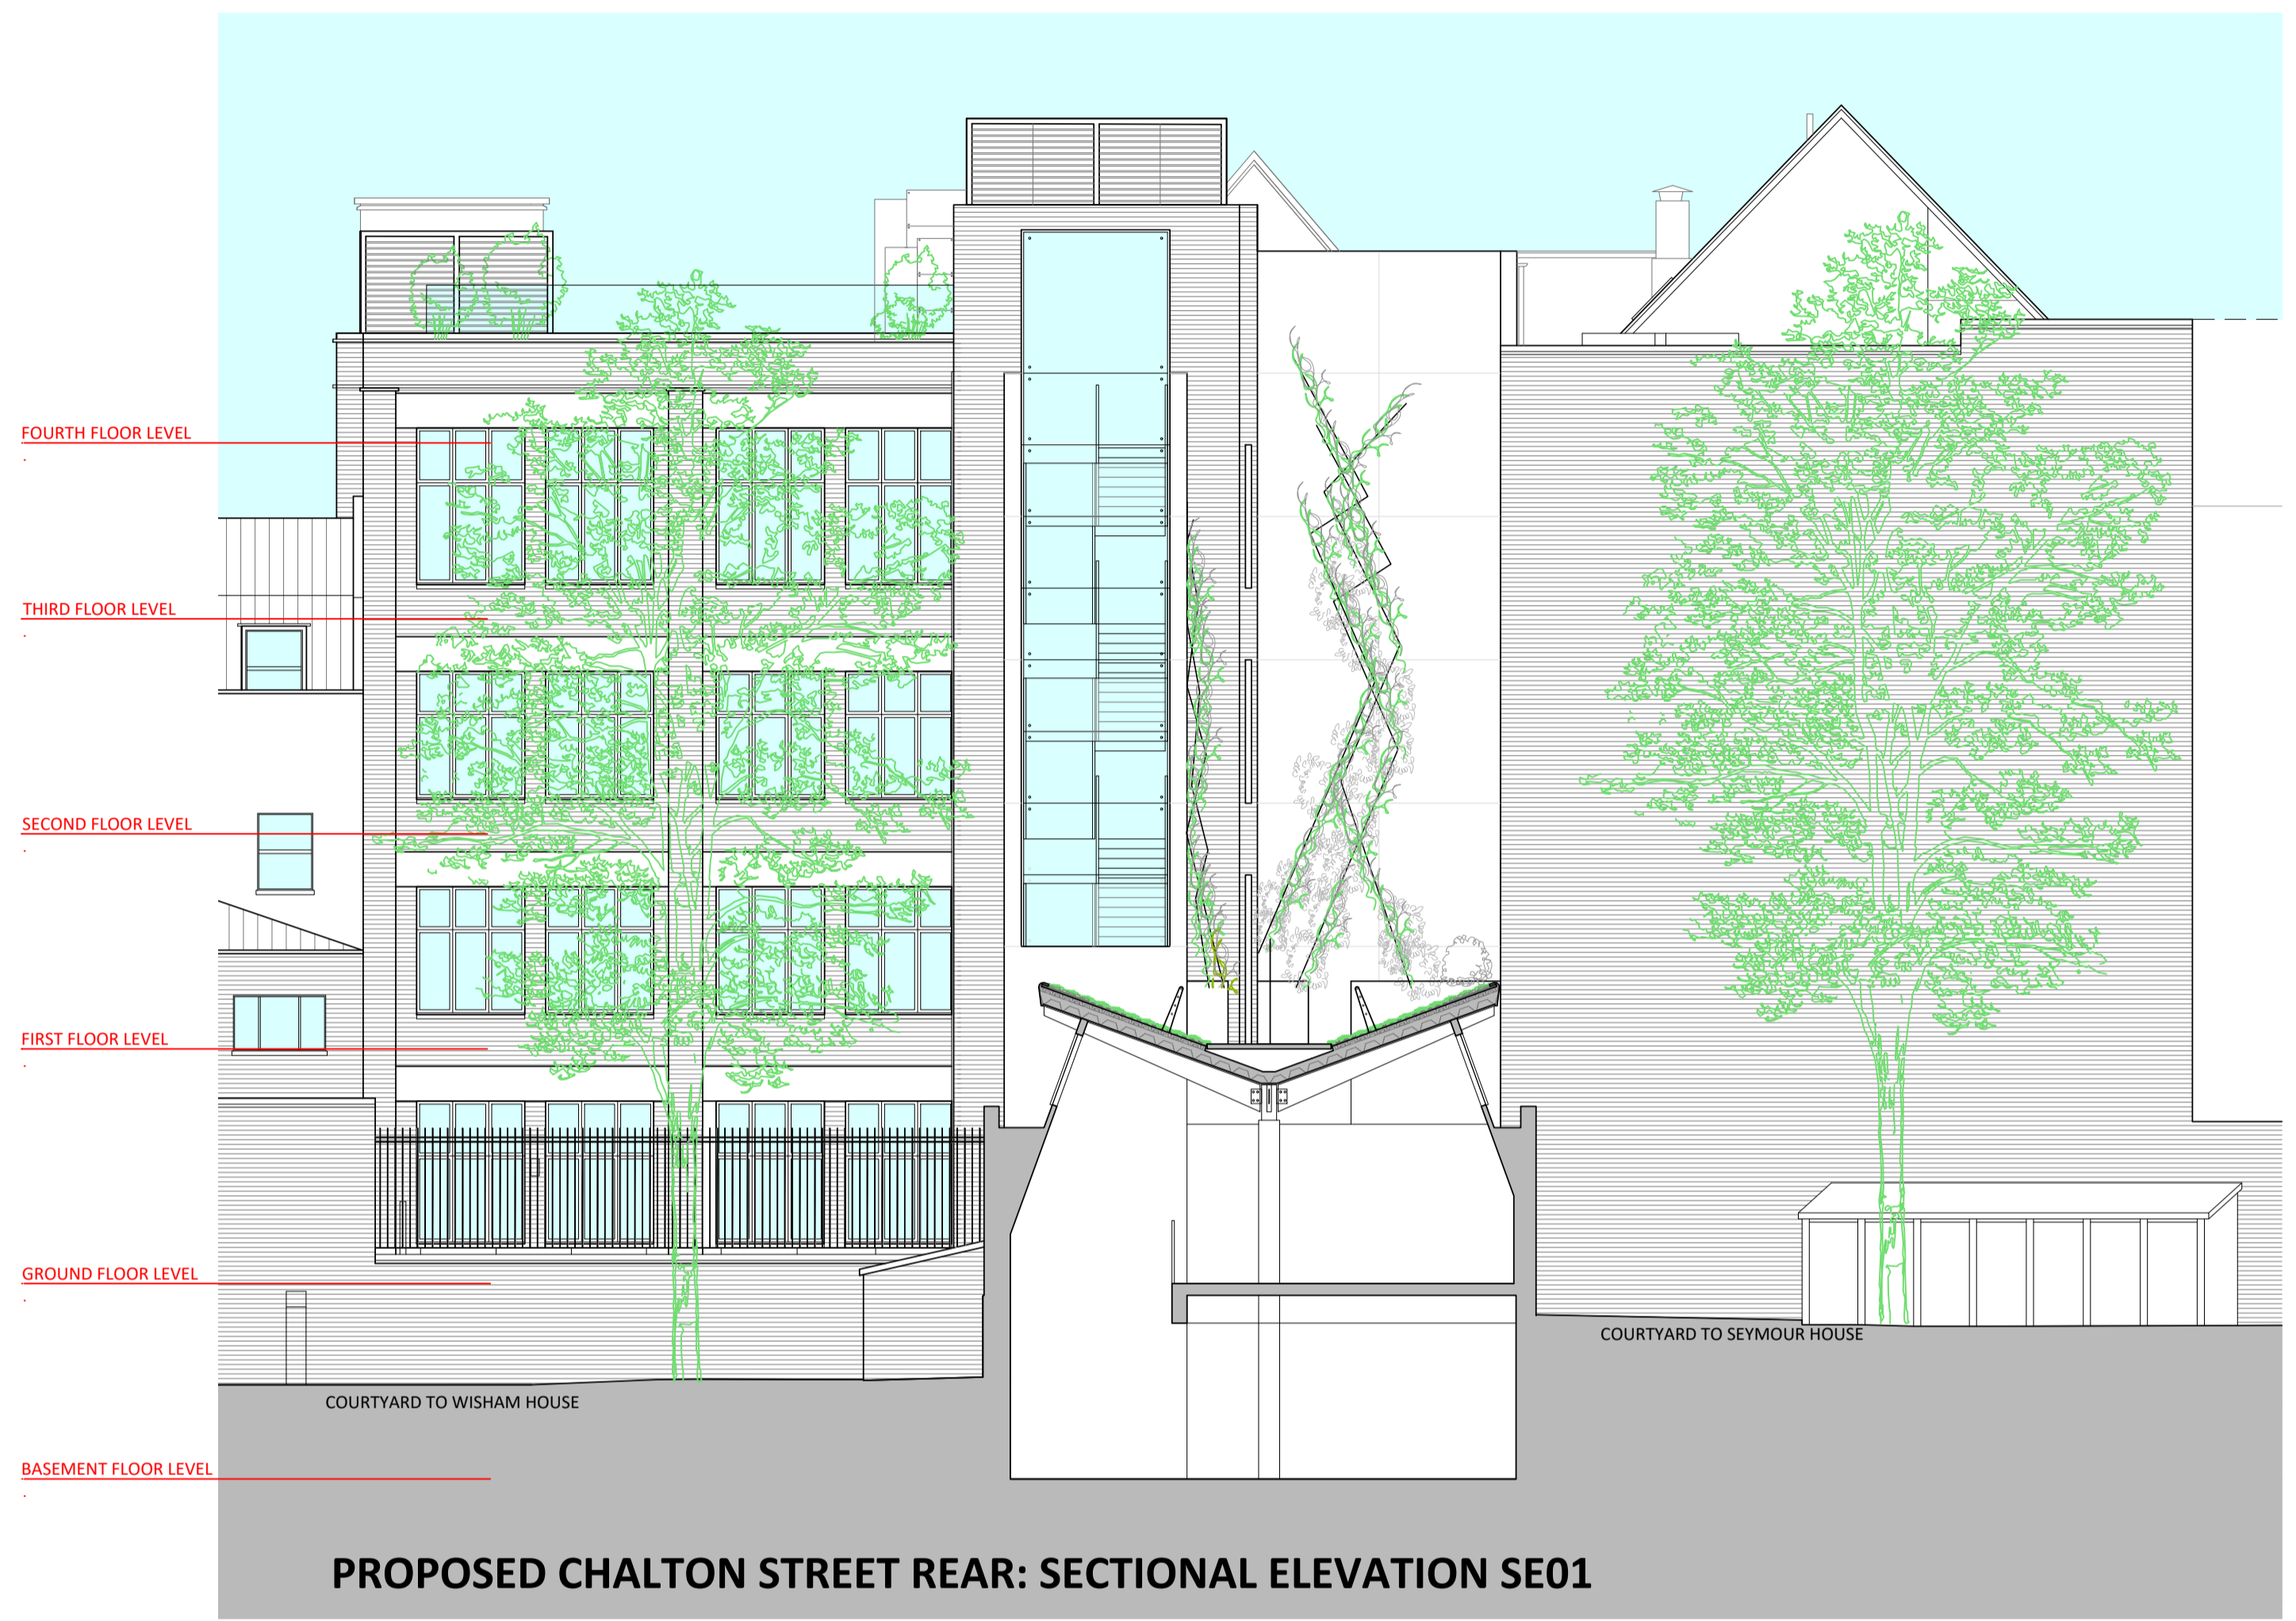 FOURTH FLOOR LEVEL
THIRD FLOOR LEVEL
SECOND FLOOR LEVEL
FIRST FLOOR LEVEL
GROUND FLOOR LEVEL
COURTYARD TO SEYMOUR HOUSE
COURTYARD TO WISHAM HOUSE
BASEMENT FLOOR LEVEL
PROPOSED CHALTON STREET REAR: SECTIONAL ELEVATION SE01